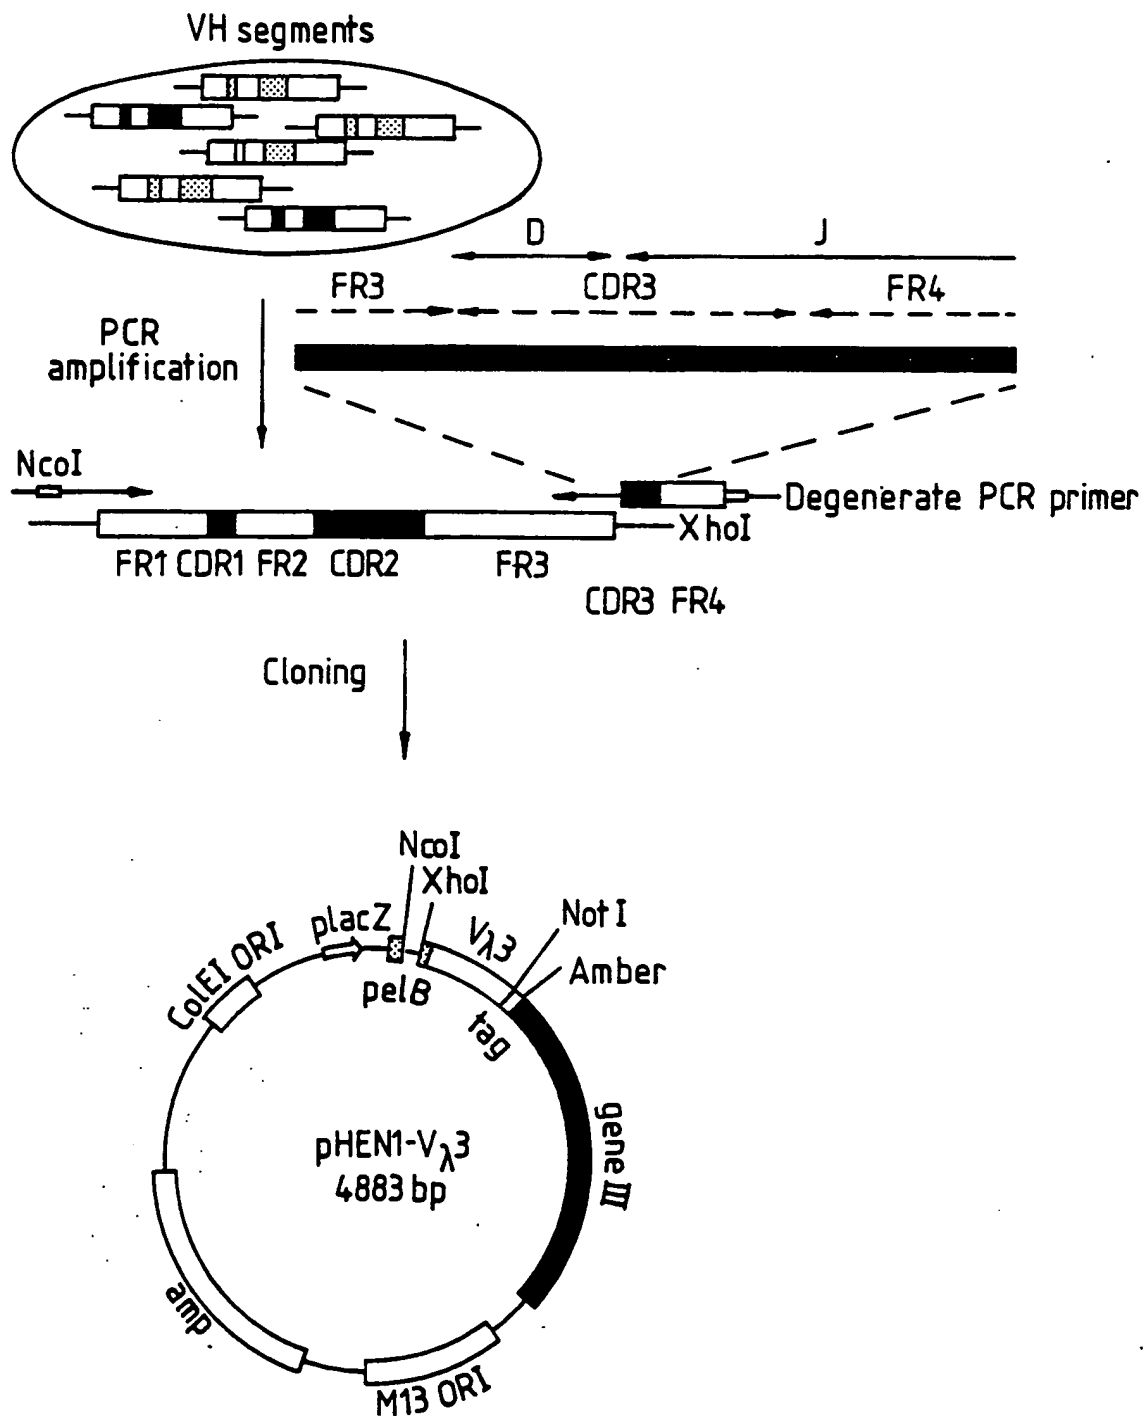 VH segments
D
J
FR3
CDR3
FR4
PCR
amplification
NcoI
Degenerate PCR primer
XhoI
FR1 CDR1 FR2 CDR2 FR3
CDR3 FR4
Cloning
NcoI
XhoI
placZ
Vλ3
Not I
Amber
ColEI ORI
pelB
tag
gene III
pHEN1-Vλ3
4883 bp
amp
M13 ORI